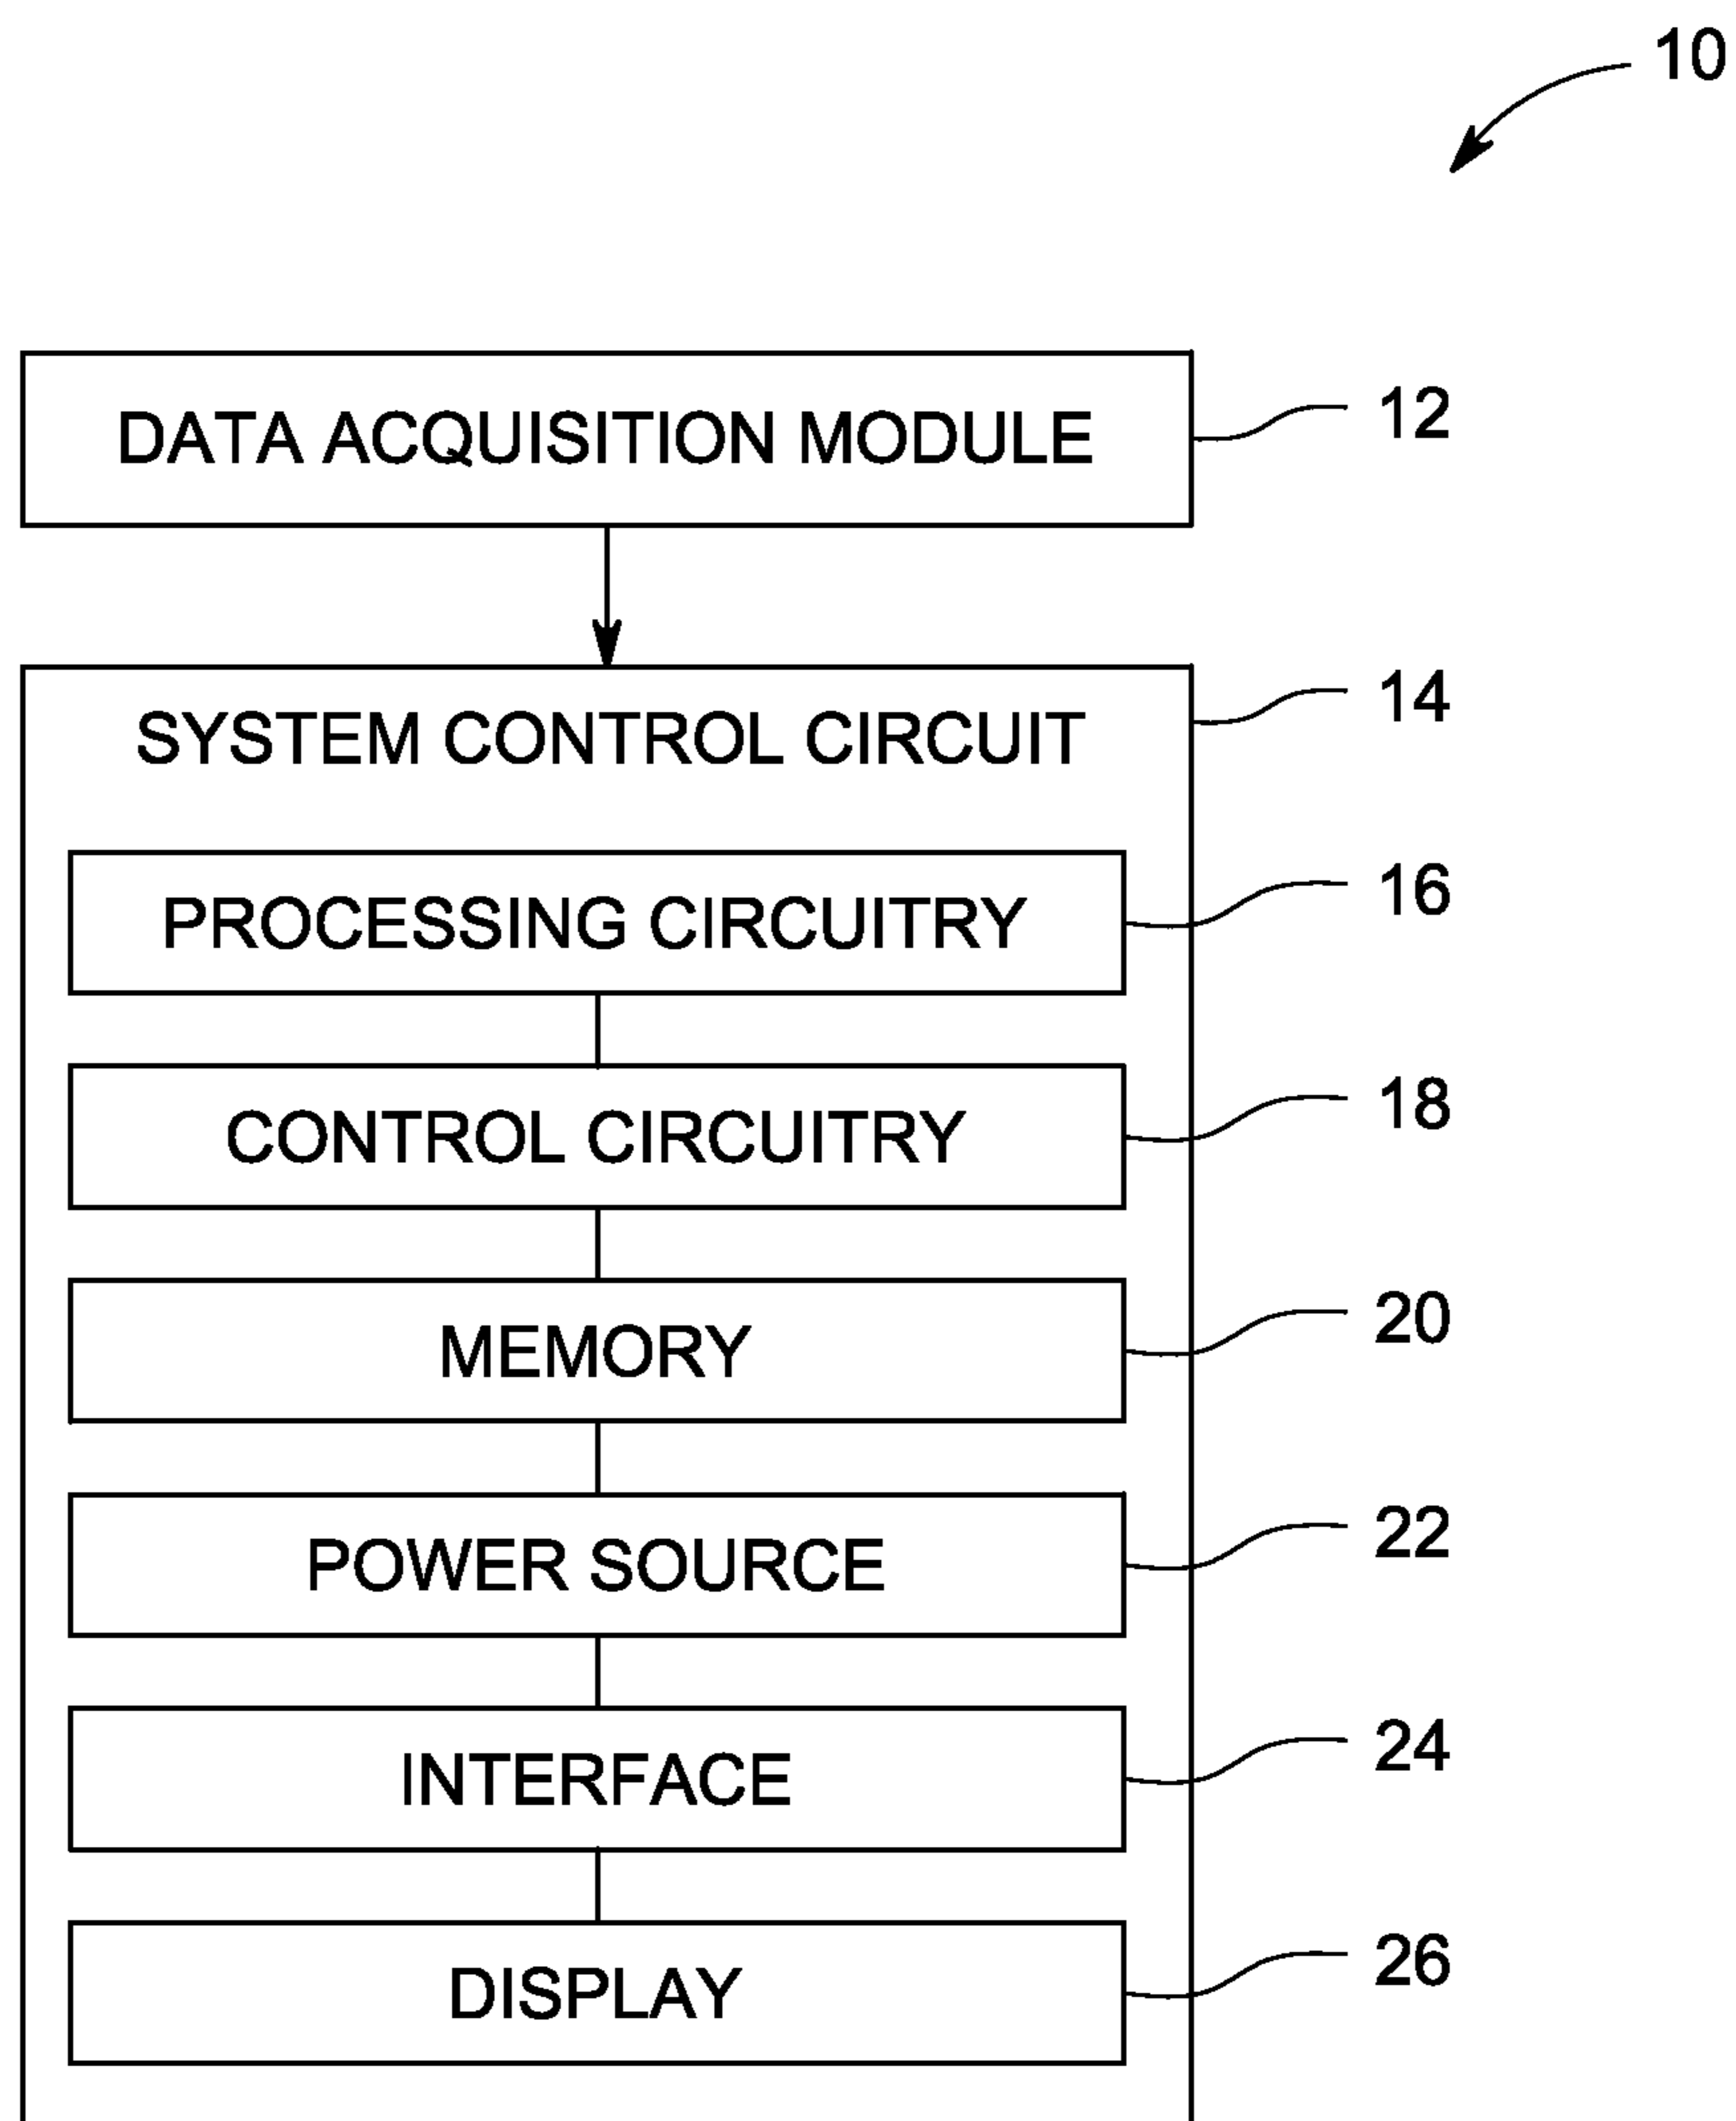 10
DATA ACQUISITION MODULE 12
SYSTEM CONTROL CIRCUIT 14
PROCESSING CIRCUITRY 16
CONTROL CIRCUITRY 18
MEMORY 20
POWER SOURCE 22
INTERFACE 24
DISPLAY 26